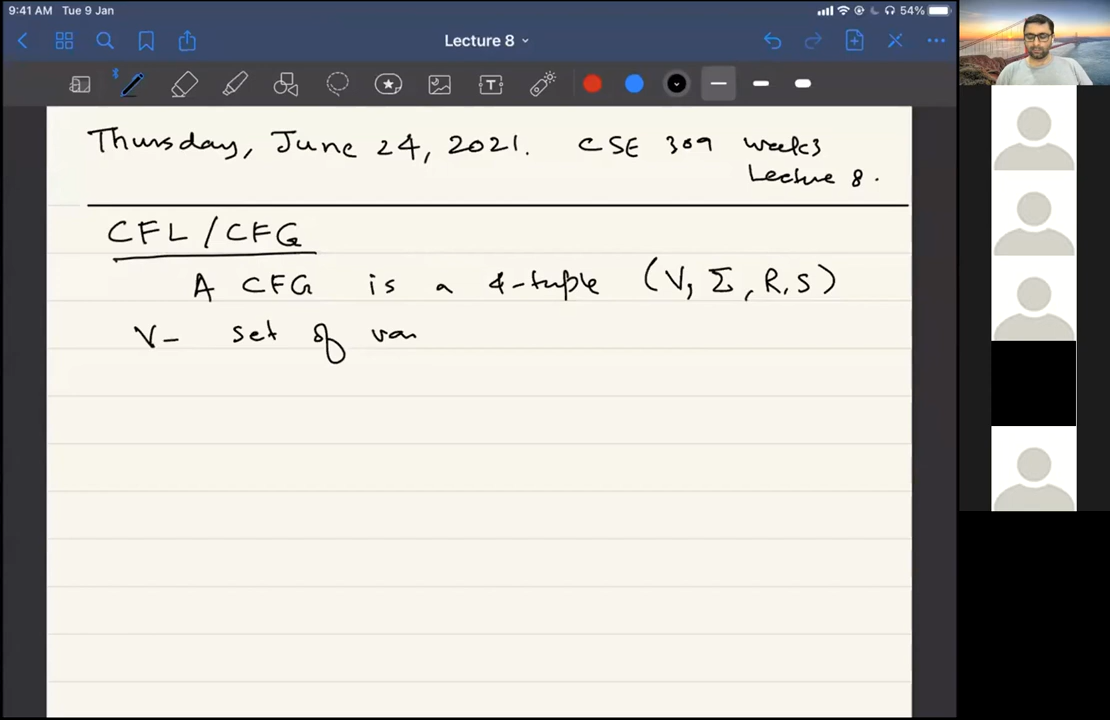 9:41 AM Tue 9 Jan 54%
Lecture 8
Thursday, June 24, 2021. CSE 309 week3
Lecture 8.
CFL / CFG
A CFG is a 4-tuple (V, Σ, R, S)
V- set of var